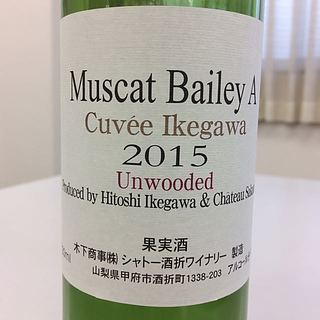 Muscat Bailey A
Cuvée Ikegawa
2015
Unwooded
Produced by Hitoshi Ikegawa & Château
果実酒
木下商事㈱ シャトー酒折ワイナリー 製造
山梨県甲府市酒折町1338-203